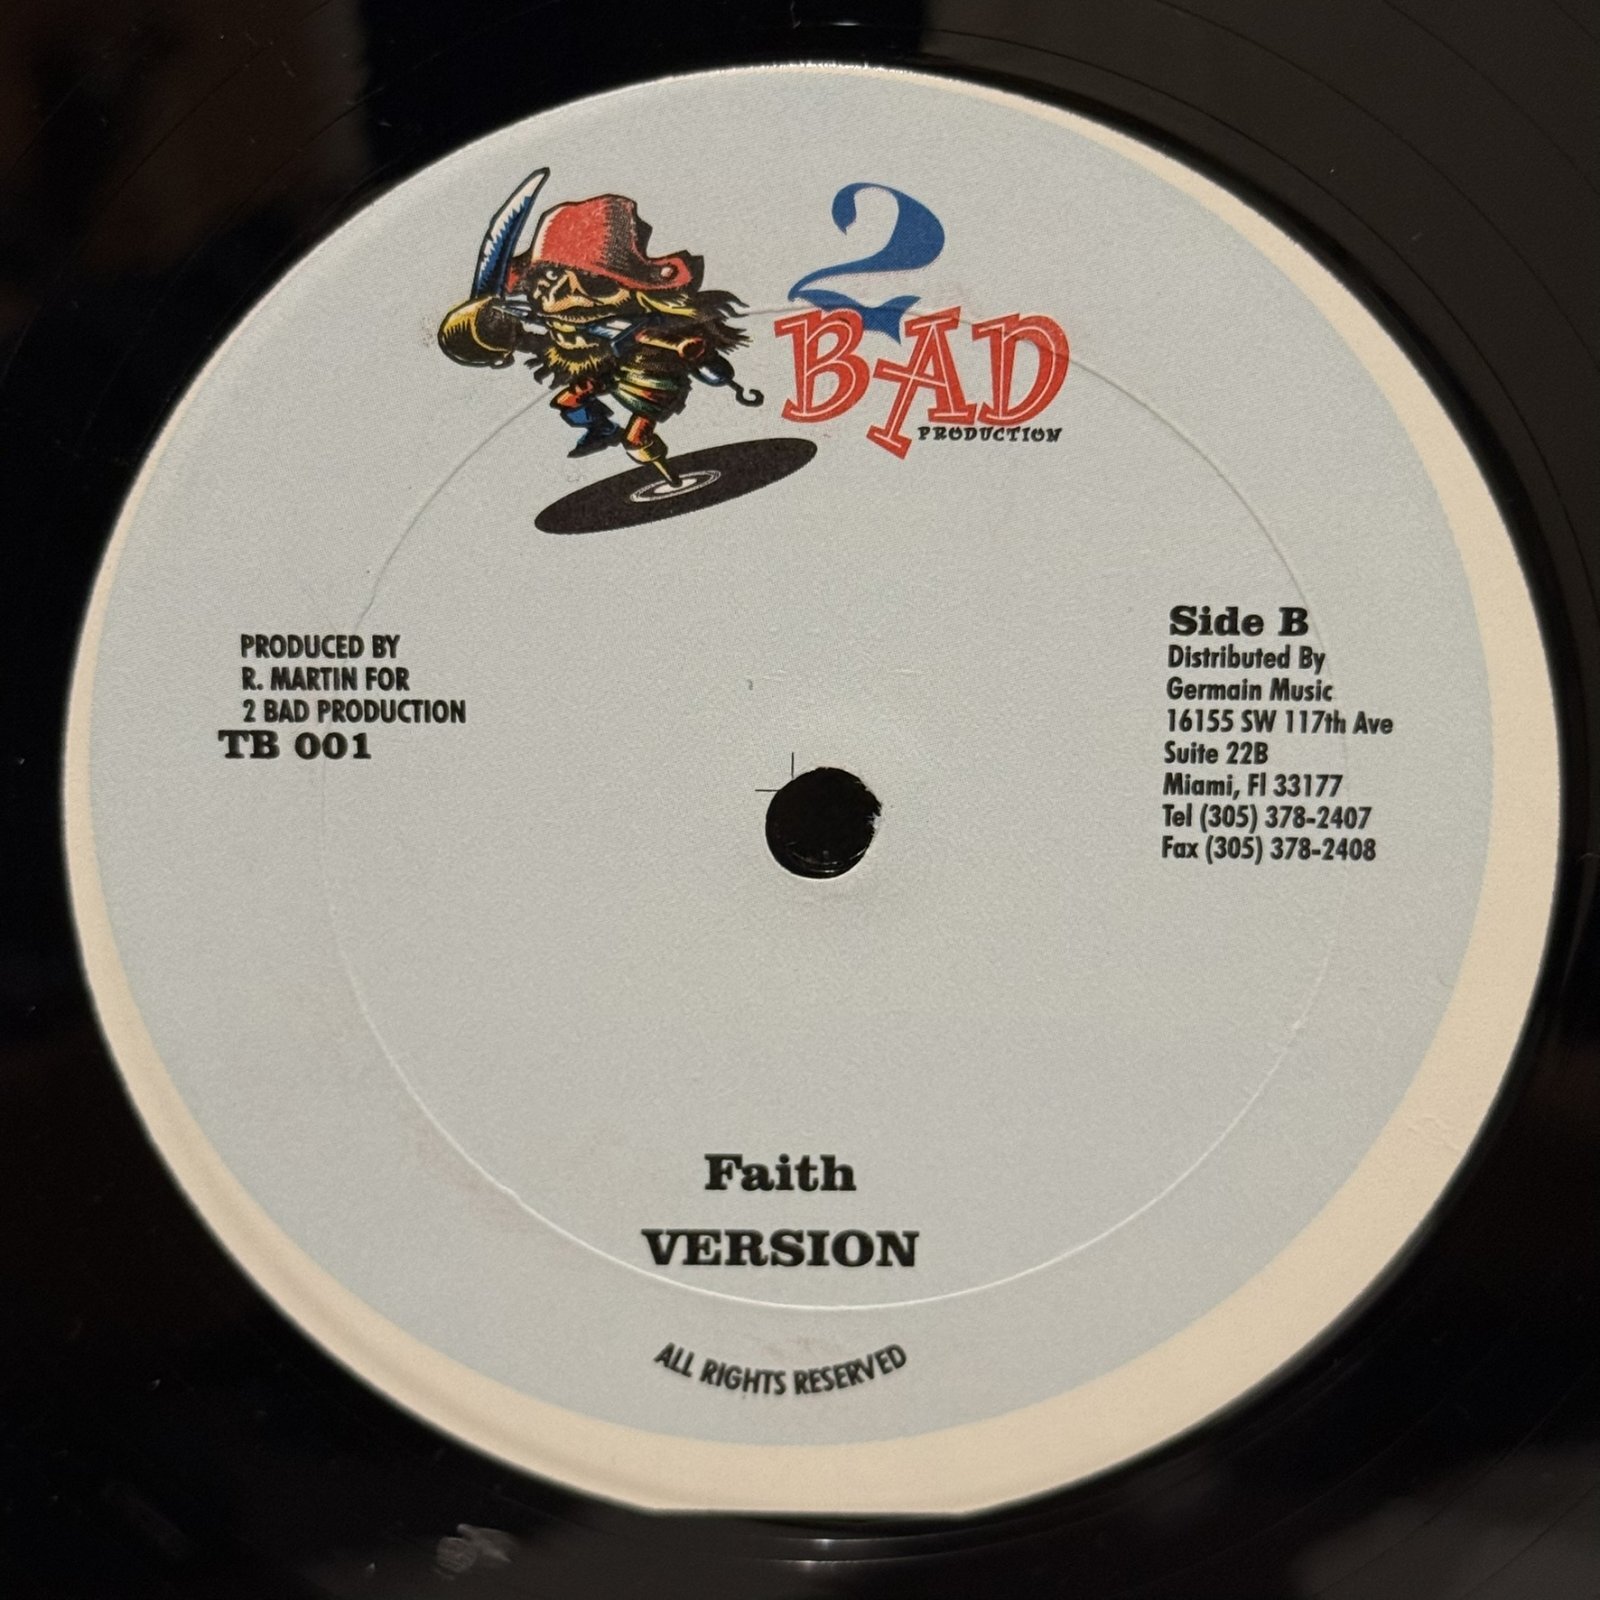 2
BAD
PRODUCTION
PRODUCED BY
R. MARTIN FOR
2 BAD PRODUCTION
TB 001
Side B
Distributed By
Germain Music
16155 SW 117th Ave
Suite 22B
Miami, Fl 33177
Tel (305) 378-2407
Fax (305) 378-2408
Faith
VERSION
ALL RIGHTS RESERVED